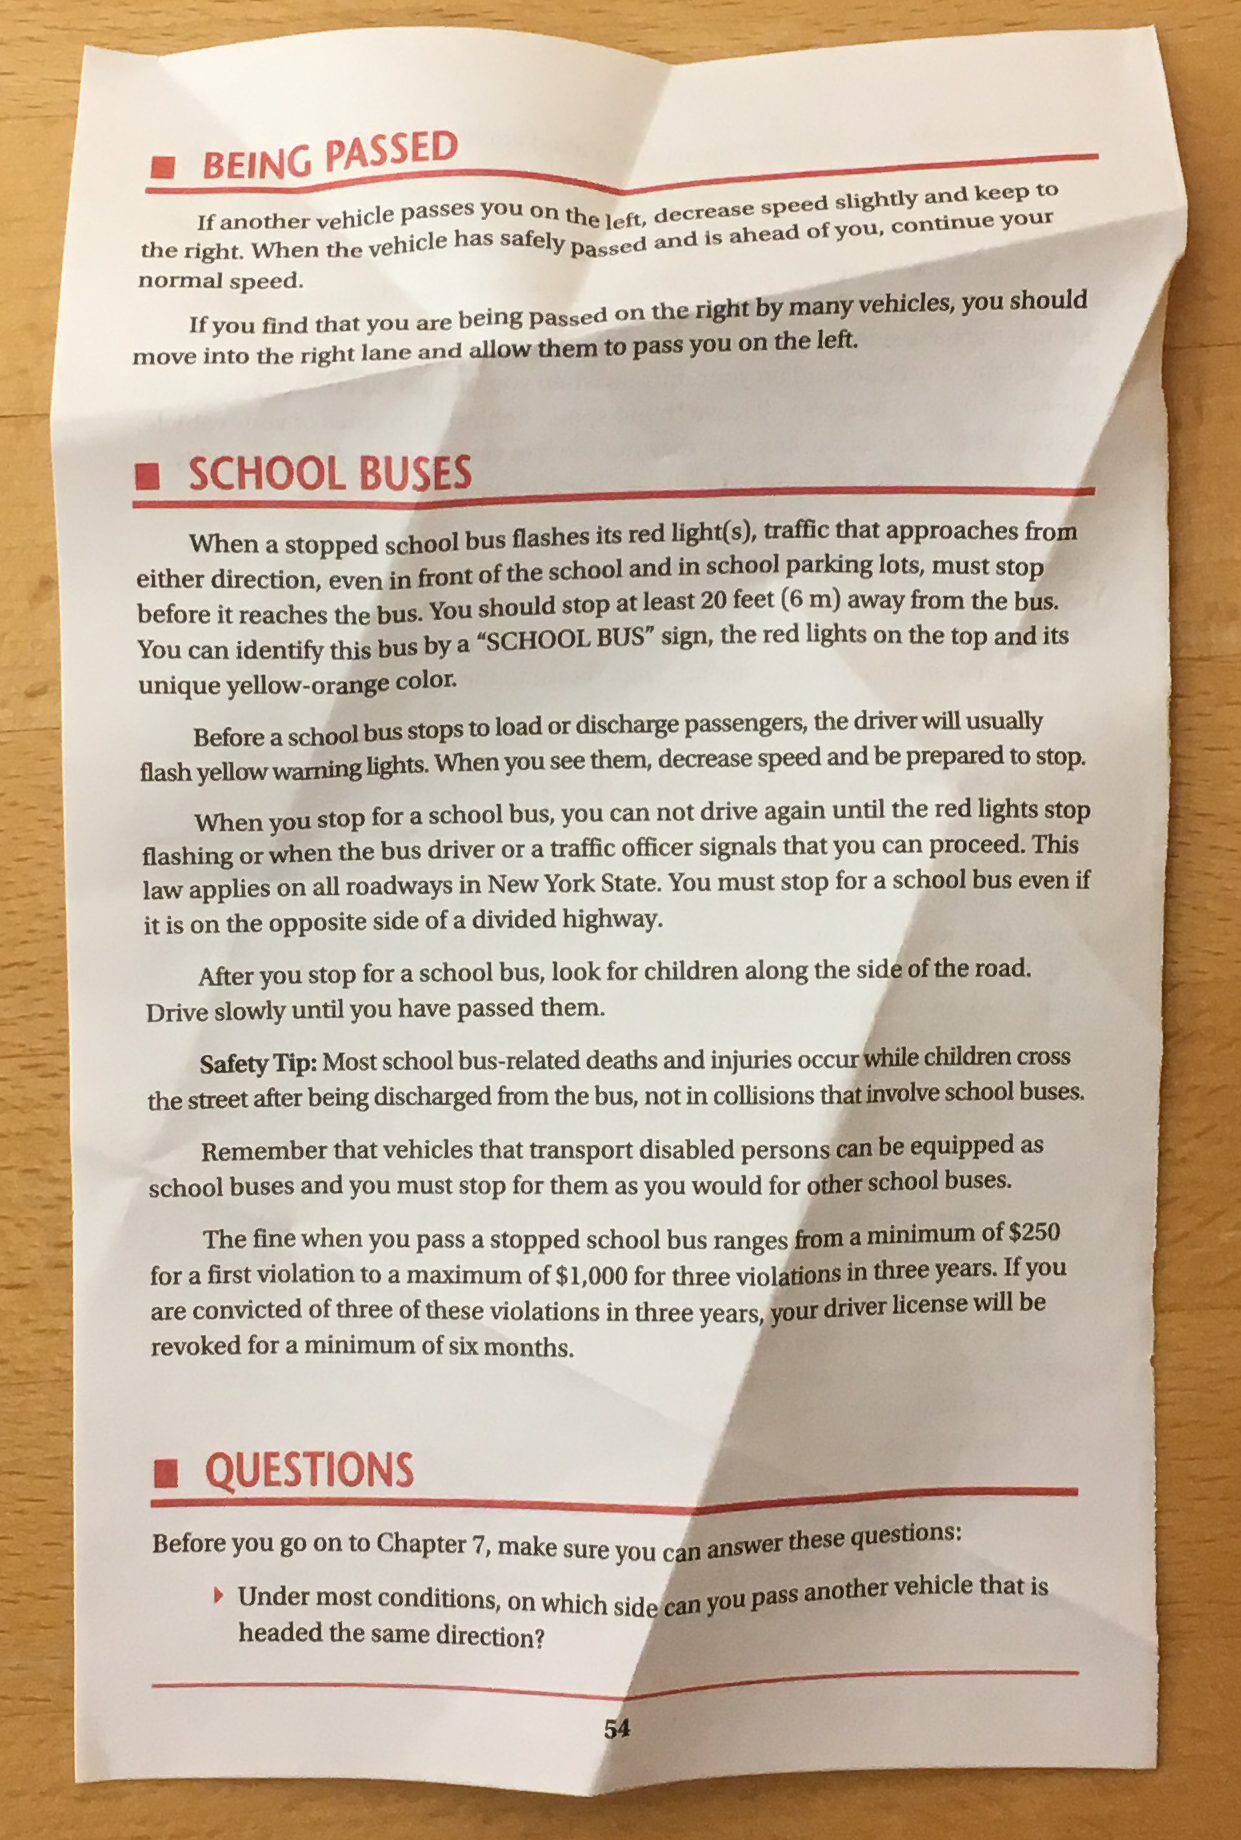 BEING PASSED
If another vehicle passes you on the left, decrease speed slightly and keep to
the right. When the vehicle has safely passed and is ahead of you, continue your
normal speed.
If you find that you are being passed on the right by many vehicles, you should
move into the right lane and allow them to pass you on the left.
SCHOOL BUSES
When a stopped school bus flashes its red light(s), traffic that approaches from
either direction, even in front of the school and in school parking lots, must stop
before it reaches the bus. You should stop at least 20 feet (6 m) away from the bus.
You can identify this bus by a “SCHOOL BUS” sign, the red lights on the top and its
unique yellow-orange color.
Before a school bus stops to load or discharge passengers, the driver will usually
flash yellow warning lights. When you see them, decrease speed and be prepared to stop.
When you stop for a school bus, you can not drive again until the red lights stop
flashing or when the bus driver or a traffic officer signals that you can proceed. This
law applies on all roadways in New York State. You must stop for a school bus even if
it is on the opposite side of a divided highway.
After you stop for a school bus, look for children along the side of the road.
Drive slowly until you have passed them.
Safety Tip: Most school bus-related deaths and injuries occur while children cross
the street after being discharged from the bus, not in collisions that involve school buses.
Remember that vehicles that transport disabled persons can be equipped as
school buses and you must stop for them as you would for other school buses.
The fine when you pass a stopped school bus ranges from a minimum of $250
for a first violation to a maximum of $1,000 for three violations in three years. If you
are convicted of three of these violations in three years, your driver license will be
revoked for a minimum of six months.
QUESTIONS
Before you go on to Chapter 7, make sure you can answer these questions:
Under most conditions, on which side can you pass another vehicle that is
headed the same direction?
54